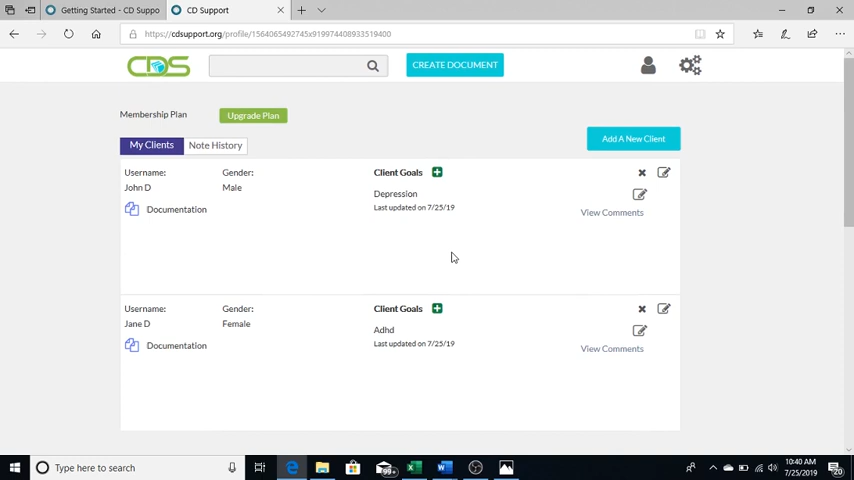 Getting Started - CD Suppo
CD Support
https://cdsupport.org/profile/1564065492745x919974408933519400
CDS
CREATE DOCUMENT
Membership Plan
Upgrade Plan
My Clients
Note History
Add A New Client
Username:
Gender:
Client Goals
John D
Male
Depression
Documentation
Last updated on 7/25/19
View Comments
Username:
Gender:
Client Goals
Jane D
Female
Adhd
Documentation
Last updated on 7/25/19
View Comments
Type here to search
99+
10:40 AM
7/25/2019
20